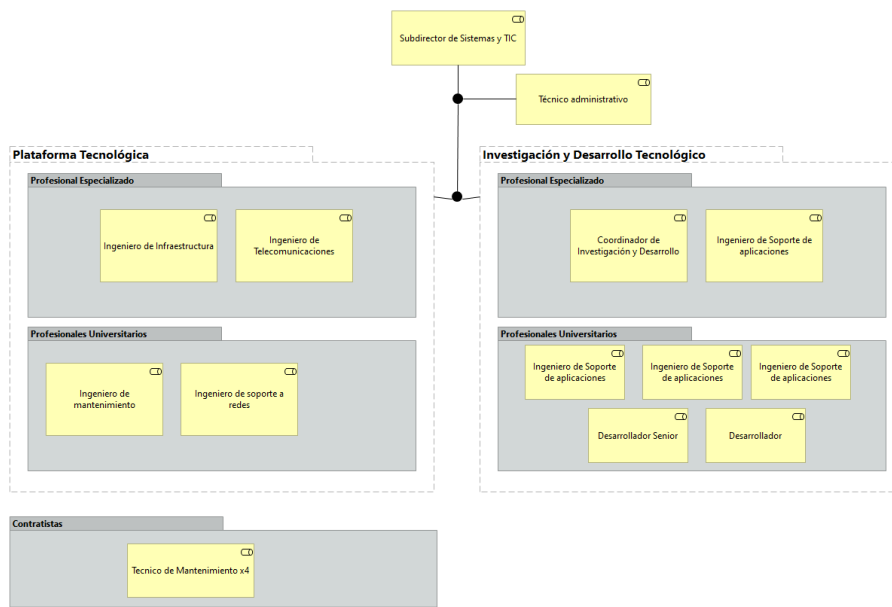 Subdirector de Sistemas y TIC
Técnico administrativo
Plataforma Tecnológica
Profesional Especializado
Ingeniero de Infraestructura
Ingeniero de
Telecomunicaciones
Profesionales Universitarios
Ingeniero de
mantenimiento
Ingeniero de soporte a
redes
Investigación y Desarrollo Tecnológico
Profesional Especializado
Coordinador de
Investigación y Desarrollo
Ingeniero de Soporte de
aplicaciones
Profesionales Universitarios
Ingeniero de Soporte
de aplicaciones
Ingeniero de Soporte
de aplicaciones
Ingeniero de Soporte
de aplicaciones
Desarrollador Senior
Desarrollador
Contratistas
Tecnico de Mantenimiento x4